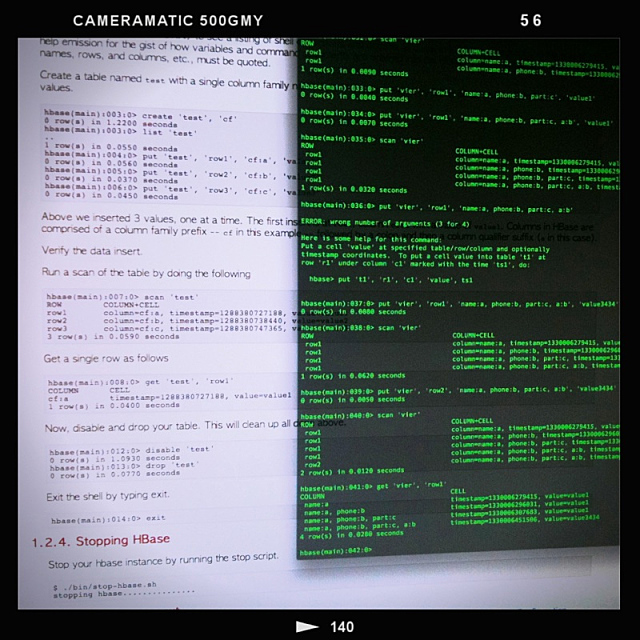 CAMERAMATIC 500GMY
56
help emission for the gist of how variables and comman
names, rows, and columns, etc., must be quoted.
Create a table named test with a single column family n
values.
hbase(main):003:0> create 'test', 'cf'
0 row(s) in 1.2200 seconds
hbase(main):003:0> list 'test'
..
1 row(s) in 0.0550 seconds
hbase(main):004:0> put 'test', 'row1', 'cf:a', 'va
0 row(s) in 0.0560 seconds
hbase(main):005:0> put 'test', 'row2', 'cf:b', 'va
0 row(s) in 0.0370 seconds
hbase(main):006:0> put 'test', 'row3', 'cf:c', 'va
0 row(s) in 0.0450 seconds
Above we inserted 3 values, one at a time. The first ins
comprised of a column family prefix -- cf in this example
Verify the data insert.
Run a scan of the table by doing the following
hbase(main):007:0> scan 'test'
ROW COLUMN+CELL
row1 column=cf:a, timestamp=1288380727188, v
row2 column=cf:b, timestamp=1288380738440,
row3 column=cf:c, timestamp=1288380747365,
3 row(s) in 0.0590 seconds
Get a single row as follows
hbase(main):008:0> get 'test', 'row1'
COLUMN CELL
cf:a timestamp=1288380727188, value=value1
1 row(s) in 0.0400 seconds
Now, disable and drop your table. This will clean up all d above.
hbase(main):012:0> disable 'test'
0 row(s) in 1.0930 seconds
hbase(main):013:0> drop 'test'
0 row(s) in 0.0770 seconds
Exit the shell by typing exit.
hbase(main):014:0> exit
1.2.4. Stopping HBase
Stop your hbase instance by running the stop script.
$ ./bin/stop-hbase.sh
stopping hbase...............
scan 'vier'
ROW COLUMN+CELL
row1 column=name:a, timestamp=1330006279415, va
row1 column=name:a, phone:b, timestamp=13300062
1 row(s) in 0.0090 seconds
hbase(main):033:0> put 'vier', 'row1', 'name:a, phone:b, part:c', 'value1'
0 row(s) in 0.0040 seconds
hbase(main):034:0> put 'vier', 'row1', 'name:a, phone:b, part:c, a:b', 'value1'
0 row(s) in 0.0070 seconds
hbase(main):035:0> scan 'vier'
ROW COLUMN+CELL
row1 column=name:a, timestamp=1330006279415, va
row1 column=name:a, phone:b, timestamp=
row1 column=name:a, phone:b, part:c, timestamp=
row1 column=name:a, phone:b, part:c, a:b, timest
1 row(s) in 0.0320 seconds
hbase(main):036:0> put 'vier', 'row1', 'name:a, phone:b, part:c, a:b'
ERROR: wrong number of arguments (3 for 4)
Here is some help for this command:
Put a cell 'value' at specified table/row/column and optionally
timestamp coordinates. To put a cell value into table 't1' at
row 'r1' under column 'c1' marked with the time 'ts1', do:
hbase> put 't1', 'r1', 'c1', 'value', ts1
hbase(main):037:0> put 'vier', 'row1', 'name:a, phone:b, part:c, a:b', 'value3434'
0 row(s) in 0.0080 seconds
hbase(main):038:0> scan 'vier'
ROW COLUMN+CELL
row1 column=name:a, timestamp=1330006279415, va
row1 column=name:a, phone:b, timestamp=
row1 column=name:a, phone:b, part:c, timestamp=
row1 column=name:a, phone:b, part:c, a:b, timesta
1 row(s) in 0.0620 seconds
hbase(main):039:0> put 'vier', 'row2', 'name:a, phone:b, part:c, a:b', 'value3434'
0 row(s) in 0.0050 seconds
hbase(main):040:0> scan 'vier'
ROW COLUMN+CELL
row1 column=name:a, timestamp=1330006279415, valu
row1 column=name:a, phone:b, timestamp=
row1 column=name:a, phone:b, part:c, timestamp=
row1 column=name:a, phone:b, part:c, a:b, timestam
row2 column=name:a, phone:b, part:c, a:b, timestam
2 row(s) in 0.0120 seconds
hbase(main):041:0> get 'vier', 'row1'
COLUMN CELL
name:a timestamp=1330006279415, value=value1
name:a, phone:b timestamp=1330006296031, value=value1
name:a, phone:b, part:c timestamp=1330006387603, value=value1
name:a, phone:b, part:c, a:b timestamp=1330006451506, value=value3434
4 row(s) in 0.0280 seconds
hbase(main):042:0>
140